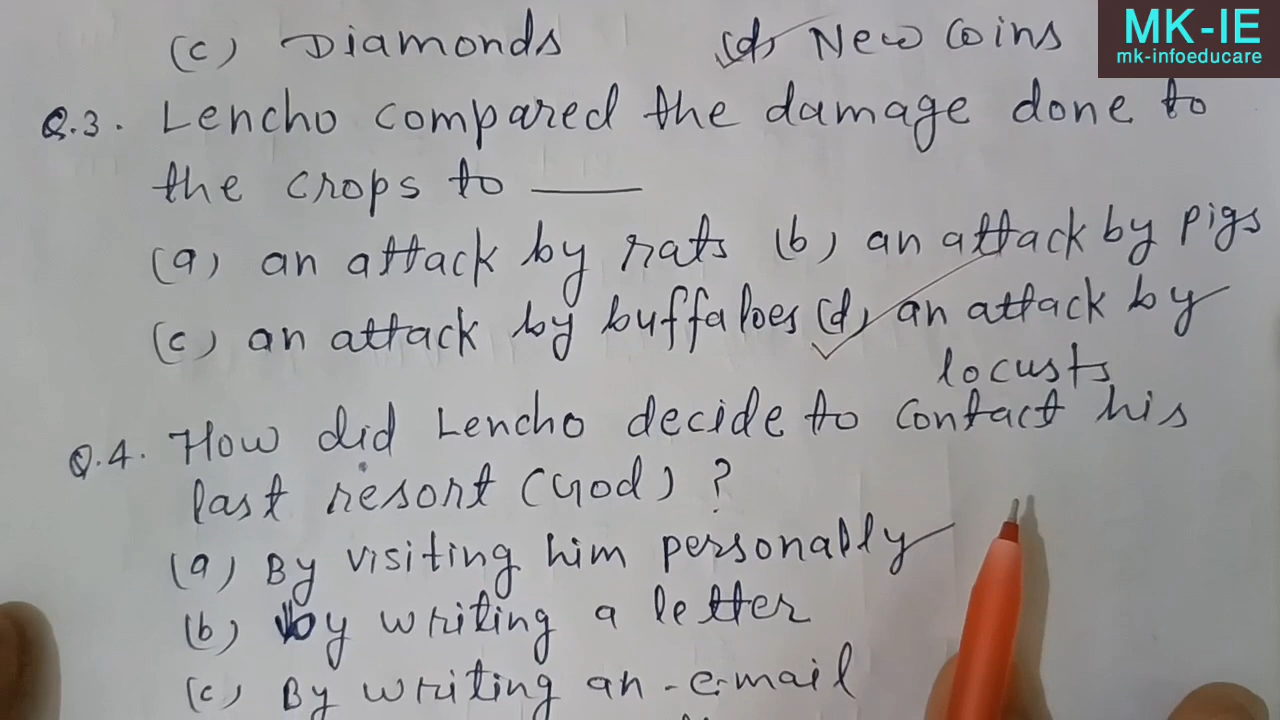 MK-IE
mk-infoeducare
(c) Diamonds (d) New Coins
Q.3. Lencho compared the damage done to
the crops to ____
(a) an attack by rats (b) an attack by pigs
(c) an attack by buffaloes (d) an attack by
locusts
Q.4. How did Lencho decide to contact his
last resort (God) ?
(a) By visiting him personally
(b) by writing a letter
(c) By writing an e-mail